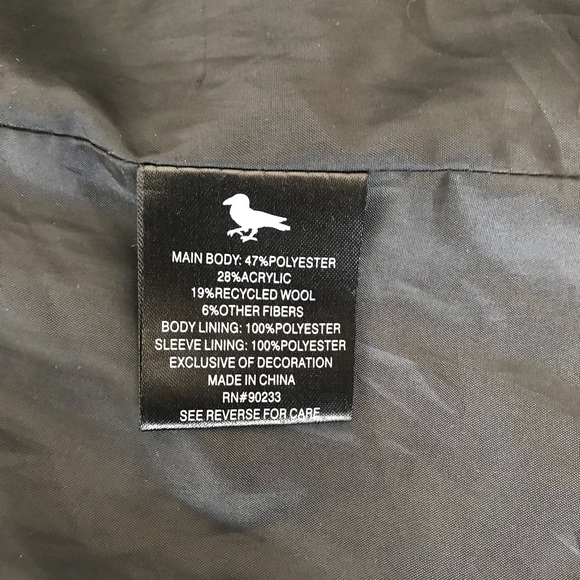 MAIN BODY: 47%POLYESTER
28%ACRYLIC
19%RECYCLED WOOL
6%OTHER FIBERS
BODY LINING: 100%POLYESTER
SLEEVE LINING: 100%POLYESTER
EXCLUSIVE OF DECORATION
MADE IN CHINA
RN#90233
SEE REVERSE FOR CARE